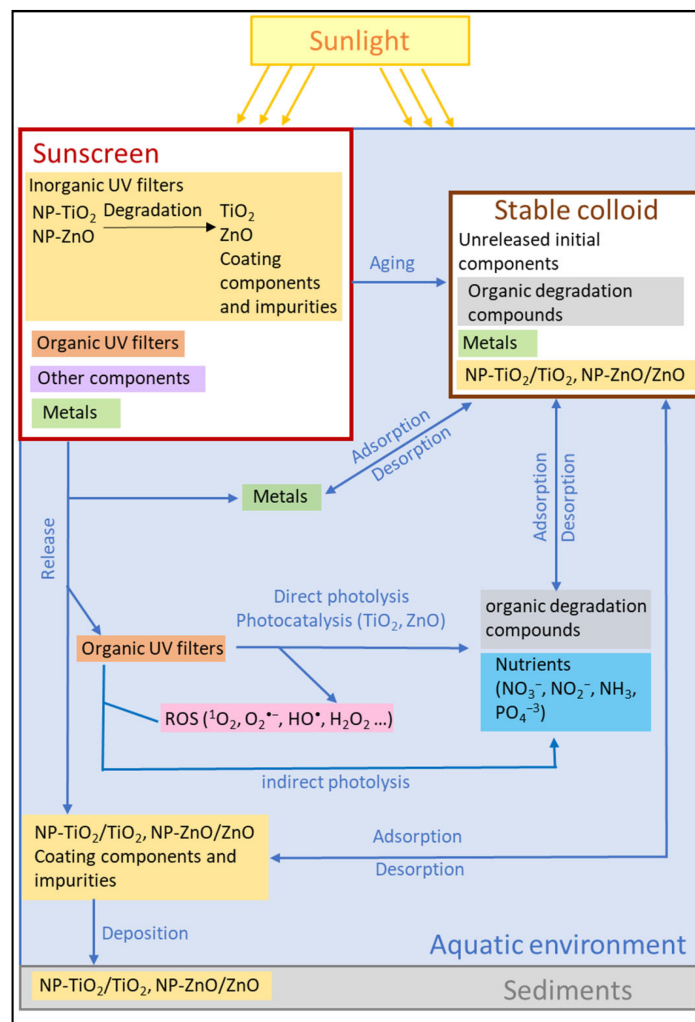 Sunlight
Sunscreen
Inorganic UV filters
NP-TiO₂ Degradation TiO₂
NP-ZnO ZnO
Coating
components
and impurities
Organic UV filters
Other components
Metals
Aging
Stable colloid
Unreleased initial
components
Organic degradation
compounds
Metals
NP-TiO₂/TiO₂, NP-ZnO/ZnO
Adsorption
Desorption
Metals
Release
Adsorption
Desorption
Direct photolysis
Photocatalysis (TiO₂, ZnO)
Organic UV filters
organic degradation
compounds
Nutrients
(NO₃⁻, NO₂⁻, NH₃,
PO₄⁻³)
ROS (¹O₂, O₂•⁻, HO•, H₂O₂ ...)
indirect photolysis
NP-TiO₂/TiO₂, NP-ZnO/ZnO
Coating components and
impurities
Adsorption
Desorption
Deposition
Aquatic environment
NP-TiO₂/TiO₂, NP-ZnO/ZnO
Sediments